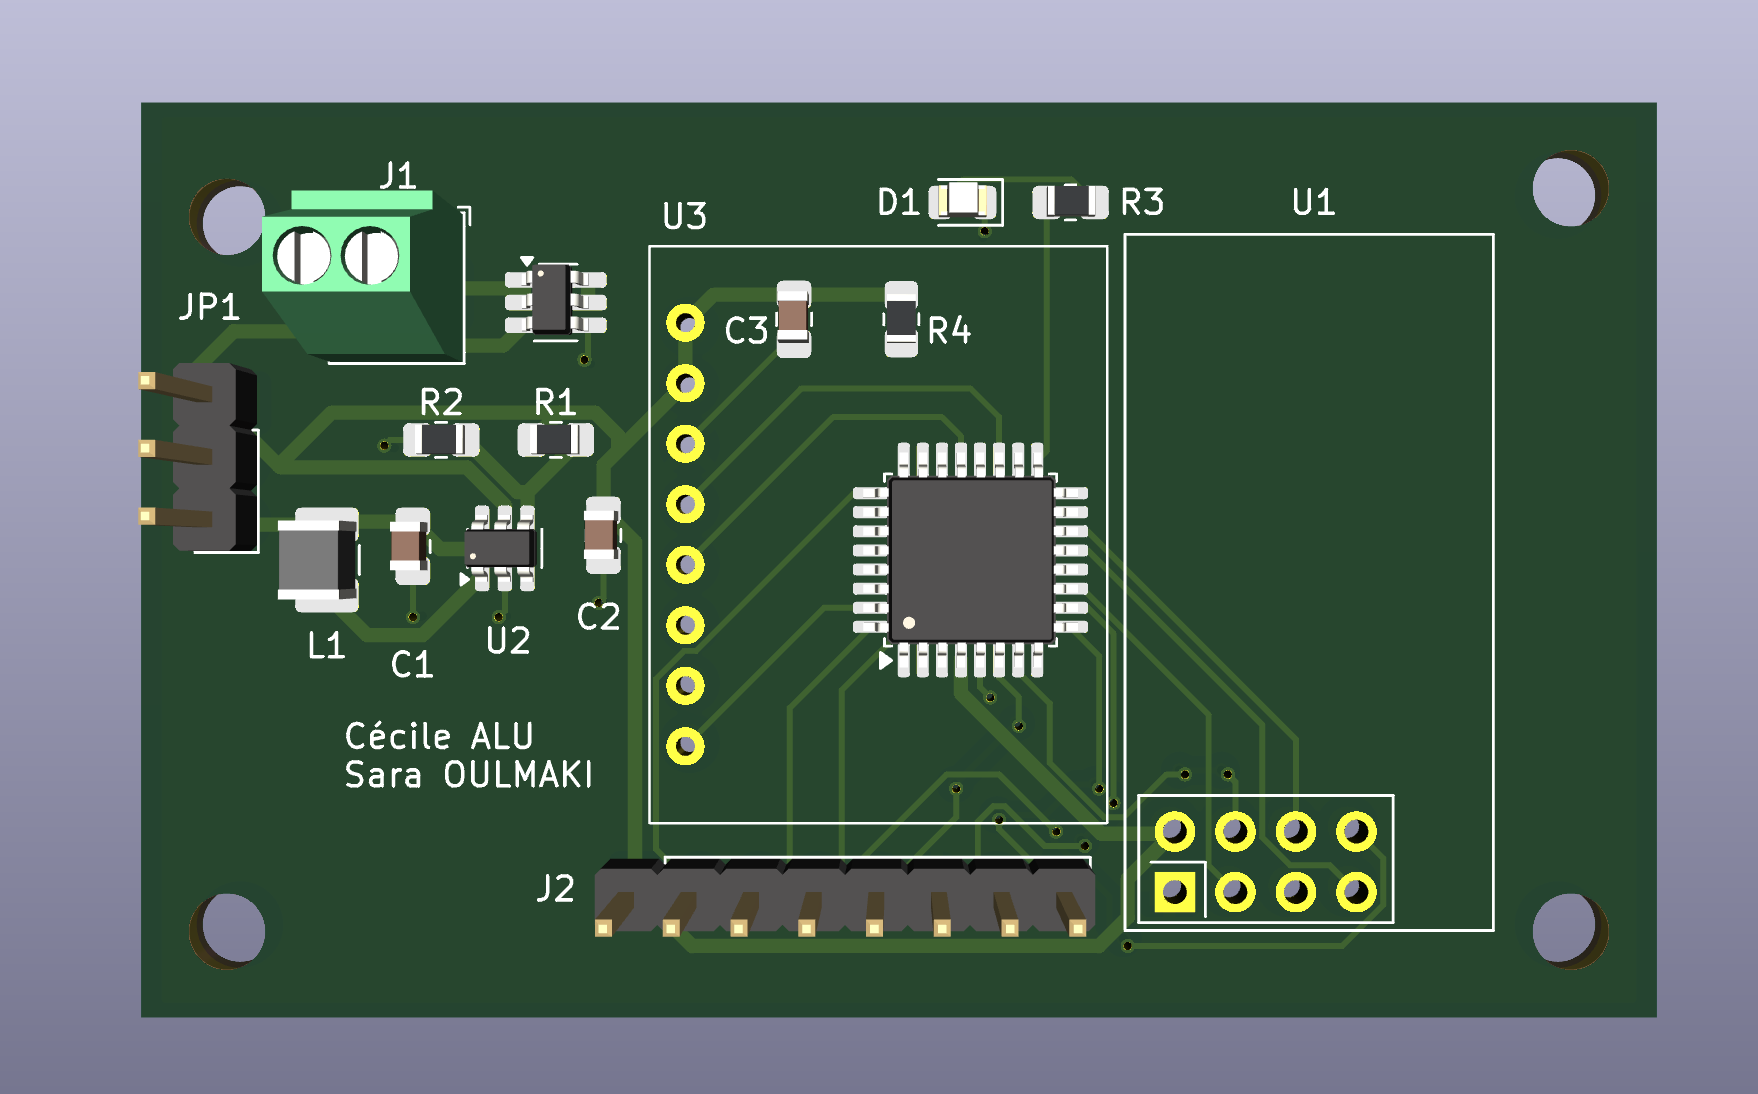 J1
D1
R3
U1
U3
JP1
C3
R4
R2
R1
C2
U2
L1
C1
Cécile ALU
Sara OULMAKI
J2